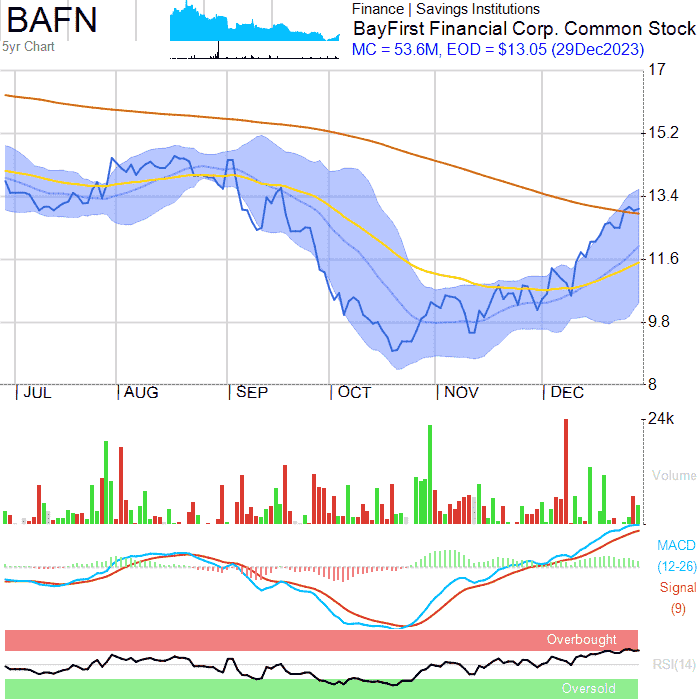 BAFN
5yr Chart
Finance | Savings Institutions
BayFirst Financial Corp. Common Stock
MC = 53.6M, EOD = $13.05 (29Dec2023)
17
15.2
13.4
11.6
9.8
8
JUL AUG SEP OCT NOV DEC
24k
Volume
0
MACD
(12-26)
Signal
(9)
Overbought
RSI(14)
Oversold